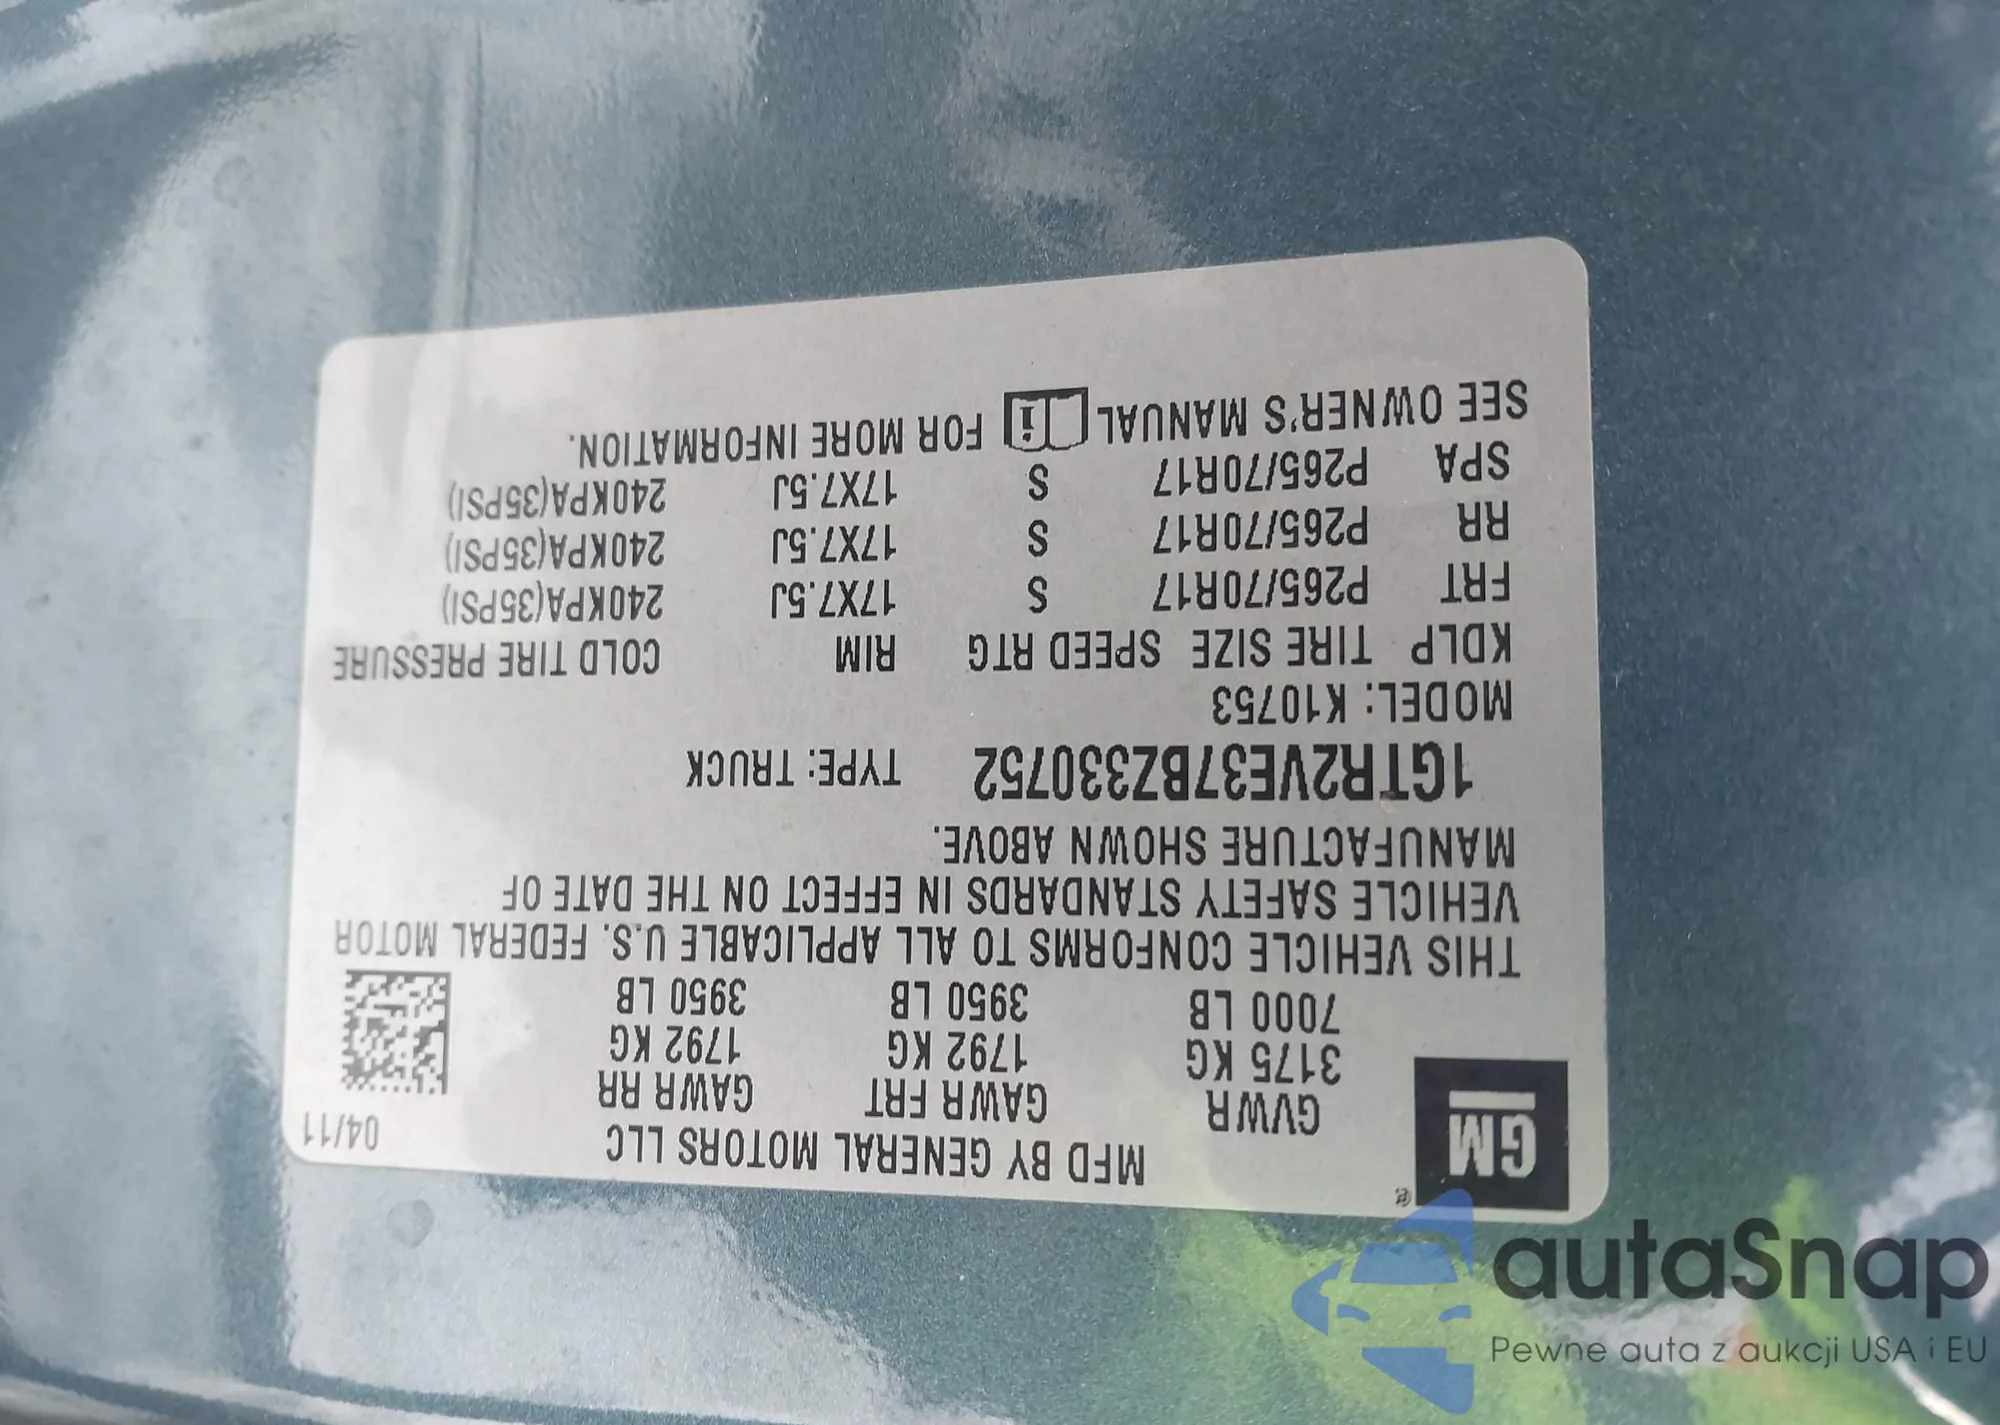 MFD BY GENERAL MOTORS LLC 04/11
GM ®
GVWR GAWR FRT GAWR RR
3175 KG 1792 KG 1792 KG
7000 LB 3950 LB 3950 LB
THIS VEHICLE CONFORMS TO ALL APPLICABLE U.S. FEDERAL MOTOR
VEHICLE SAFETY STANDARDS IN EFFECT ON THE DATE OF
MANUFACTURE SHOWN ABOVE.
1GTR2VE37BZ330752 TYPE: TRUCK
MODEL: K10753
KDLP TIRE SIZE SPEED RTG RIM COLD TIRE PRESSURE
FRT P265/70R17 S 17X7.5J 240KPA(35PSI)
RR P265/70R17 S 17X7.5J 240KPA(35PSI)
SPA P265/70R17 S 17X7.5J 240KPA(35PSI)
SEE OWNER'S MANUAL i FOR MORE INFORMATION.
autaSnap
Pewne auta z aukcji USA i EU